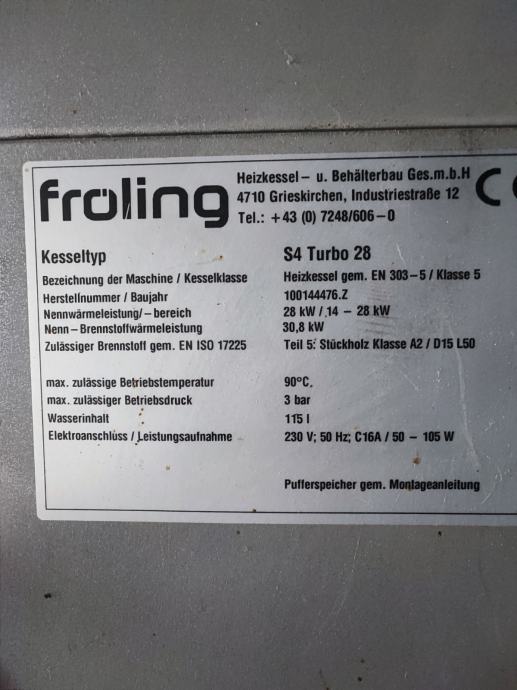 fröling
Heizkessel- u. Behälterbau Ges.m.b.H
4710 Grieskirchen, Industriestraße 12
Tel.: +43 (0) 7248/606-0
CE
Kesseltyp S4 Turbo 28
Bezeichnung der Maschine / Kesselklasse Heizkessel gem. EN 303-5 / Klasse 5
Herstellnummer / Baujahr 100144476.Z
Nennwärmeleistung/-bereich 28 kW / 14 - 28 kW
Nenn-Brennstoffwärmeleistung 30,8 kW
Zulässiger Brennstoff gem. EN ISO 17225 Teil 5: Stückholz Klasse A2 / D15 L50
max. zulässige Betriebstemperatur 90°C
max. zulässiger Betriebsdruck 3 bar
Wasserinhalt 115 l
Elektroanschluss / Leistungsaufnahme 230 V; 50 Hz; C16A / 50 - 105 W
Pufferspeicher gem. Montageanleitung